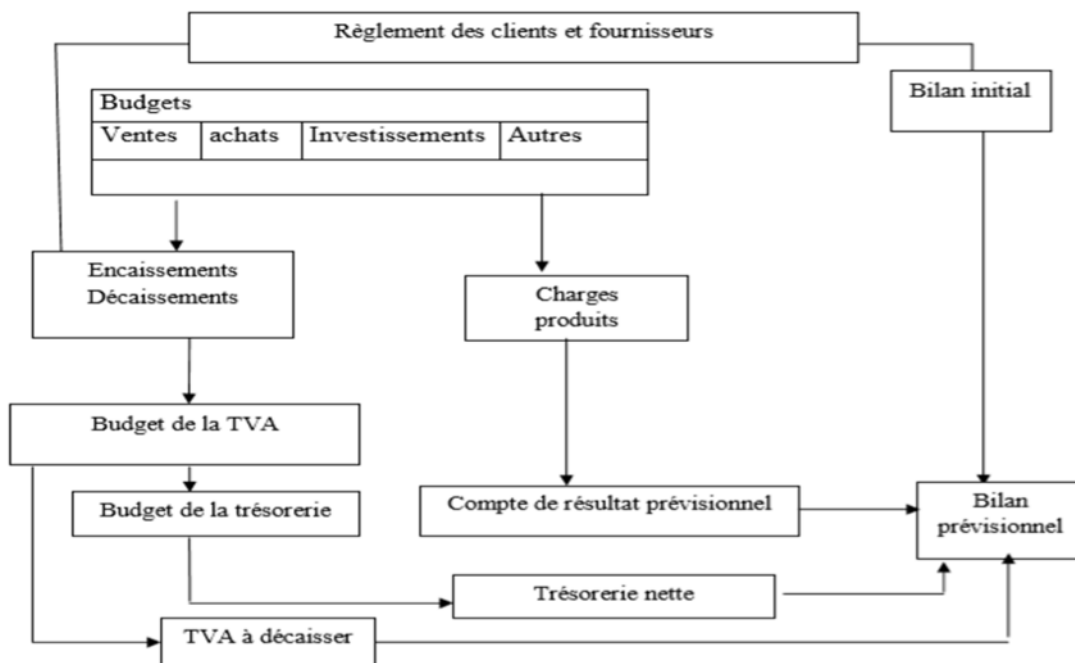 Règlement des clients et fournisseurs
Bilan initial
Budgets
Ventes achats Investissements Autres
Encaissements
Décaissements
Charges
produits
Budget de la TVA
Budget de la trésorerie
Compte de résultat prévisionnel
Bilan
prévisionnel
Trésorerie nette
TVA à décaisser